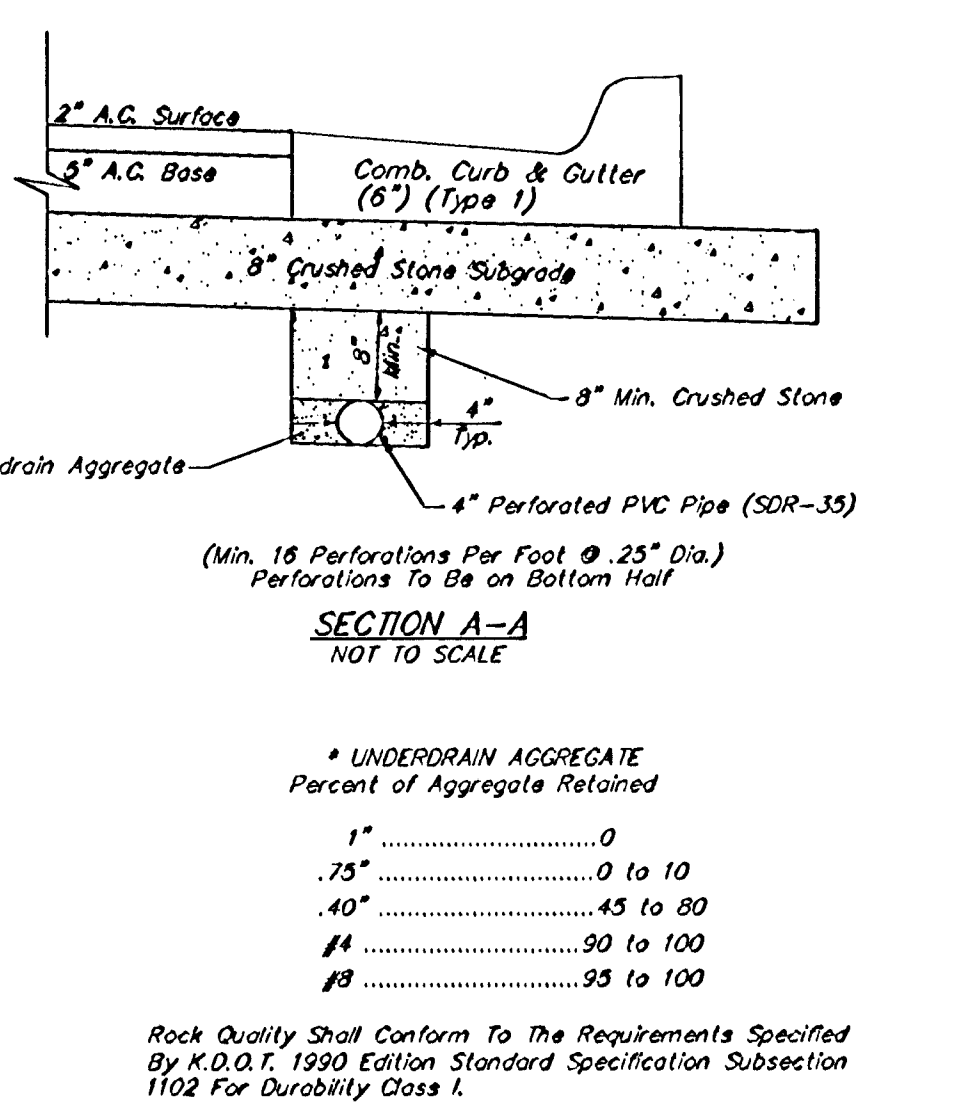 2" A.C. Surface
5" A.C. Base
Comb. Curb & Gutter
(6") (Type 1)
8" Crushed Stone Subgrade
8"
Min.
8" Min. Crushed Stone
4"
Typ.
drain Aggregate
4" Perforated PVC Pipe (SDR-35)
(Min. 16 Perforations Per Foot @ .25" Dia.)
Perforations To Be on Bottom Half
SECTION A-A
NOT TO SCALE
* UNDERDRAIN AGGREGATE
Percent of Aggregate Retained
1" ..............................0
.75" ..............................0 to 10
.40" ..............................45 to 80
#4 ..............................90 to 100
#8 ..............................95 to 100
Rock Quality Shall Conform To The Requirements Specified
By K.D.O.T. 1990 Edition Standard Specification Subsection
1102 For Durability Class I.